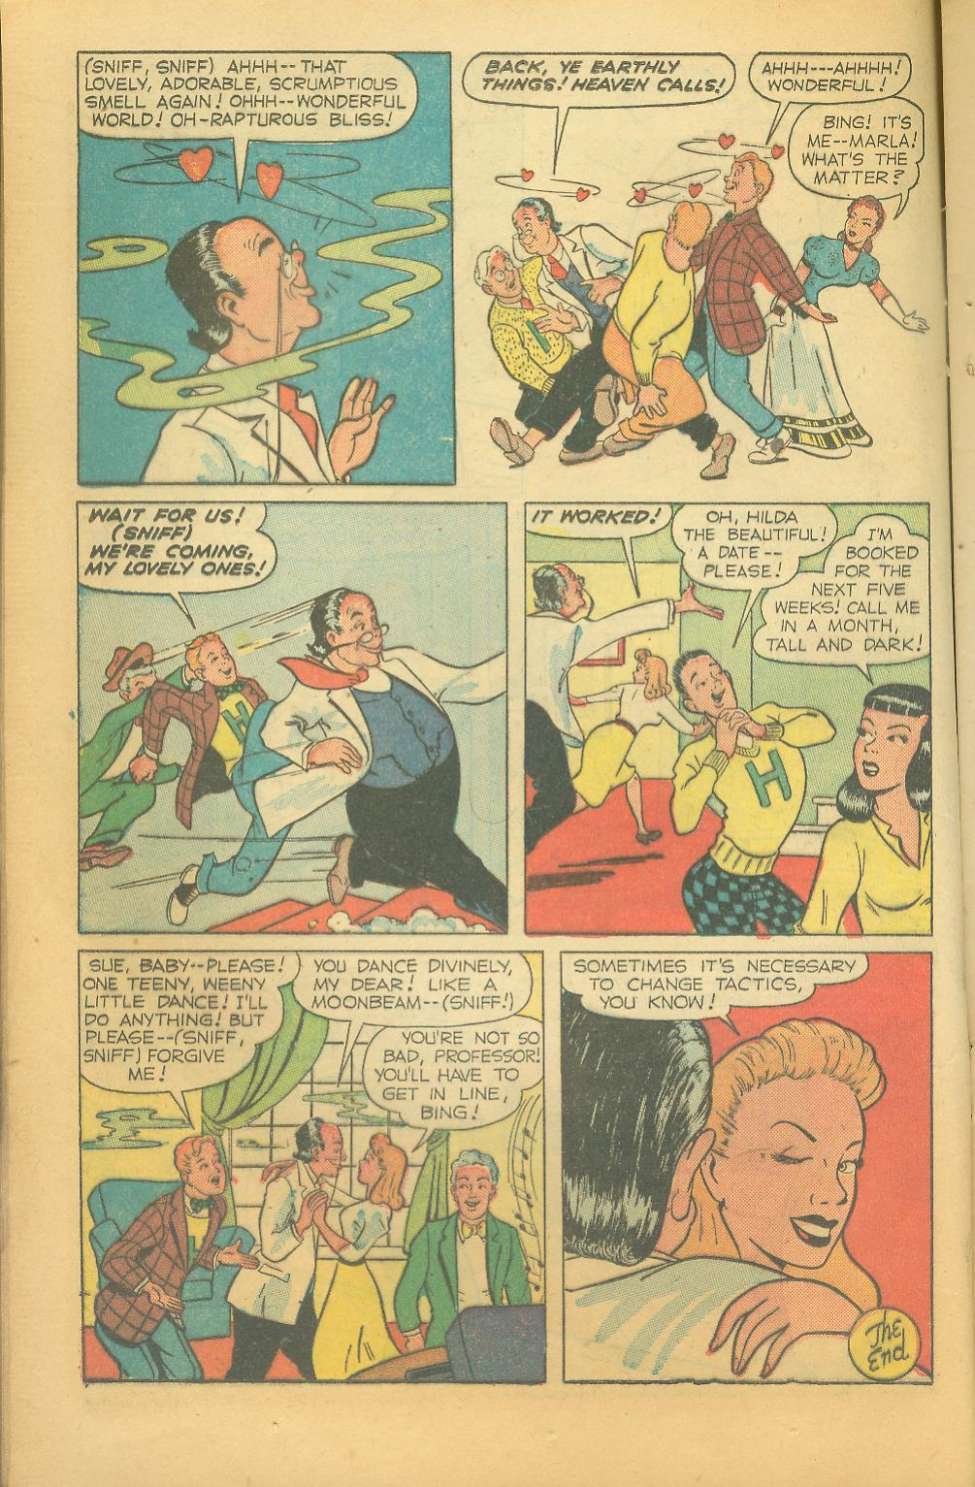 (SNIFF, SNIFF) AHHH--THAT
LOVELY, ADORABLE, SCRUMPTIOUS
SMELL AGAIN! OHHH--WONDERFUL
WORLD! OH-RAPTUROUS BLISS!
BACK, YE EARTHLY
THINGS! HEAVEN CALLS!
AHHH---AHHHH!
WONDERFUL!
BING! IT'S
ME--MARLA!
WHAT'S THE
MATTER?
WAIT FOR US!
(SNIFF)
WE'RE COMING,
MY LOVELY ONES!
H
IT WORKED!
OH, HILDA
THE BEAUTIFUL!
A DATE--
PLEASE!
I'M
BOOKED
FOR THE
NEXT FIVE
WEEKS! CALL ME
IN A MONTH,
TALL AND DARK!
H
SUE, BABY--PLEASE!
ONE TEENY, WEENY
LITTLE DANCE! I'LL
DO ANYTHING! BUT
PLEASE--(SNIFF,
SNIFF) FORGIVE
ME!
YOU DANCE DIVINELY,
MY DEAR! LIKE A
MOONBEAM--(SNIFF!)
YOU'RE NOT SO
BAD, PROFESSOR!
YOU'LL HAVE TO
GET IN LINE,
BING!
H
SOMETIMES IT'S NECESSARY
TO CHANGE TACTICS,
YOU KNOW!
The
End